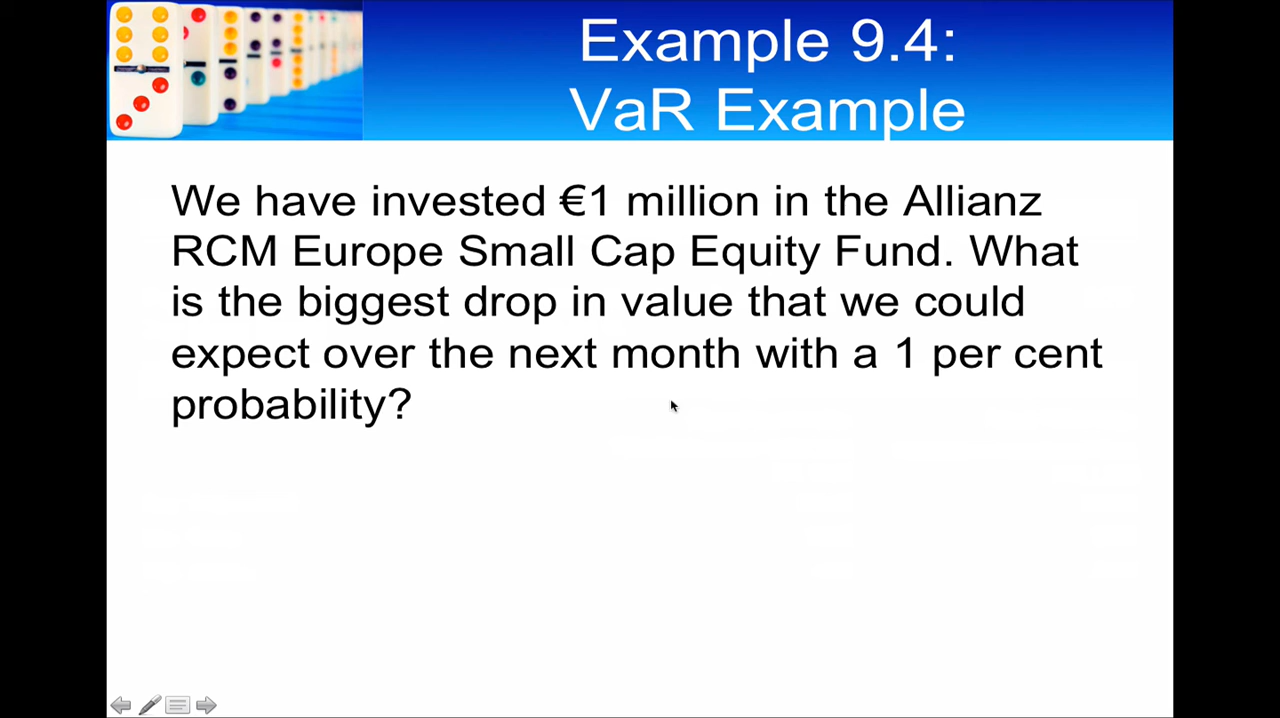 Example 9.4:
VaR Example
We have invested €1 million in the Allianz
RCM Europe Small Cap Equity Fund. What
is the biggest drop in value that we could
expect over the next month with a 1 per cent
probability?